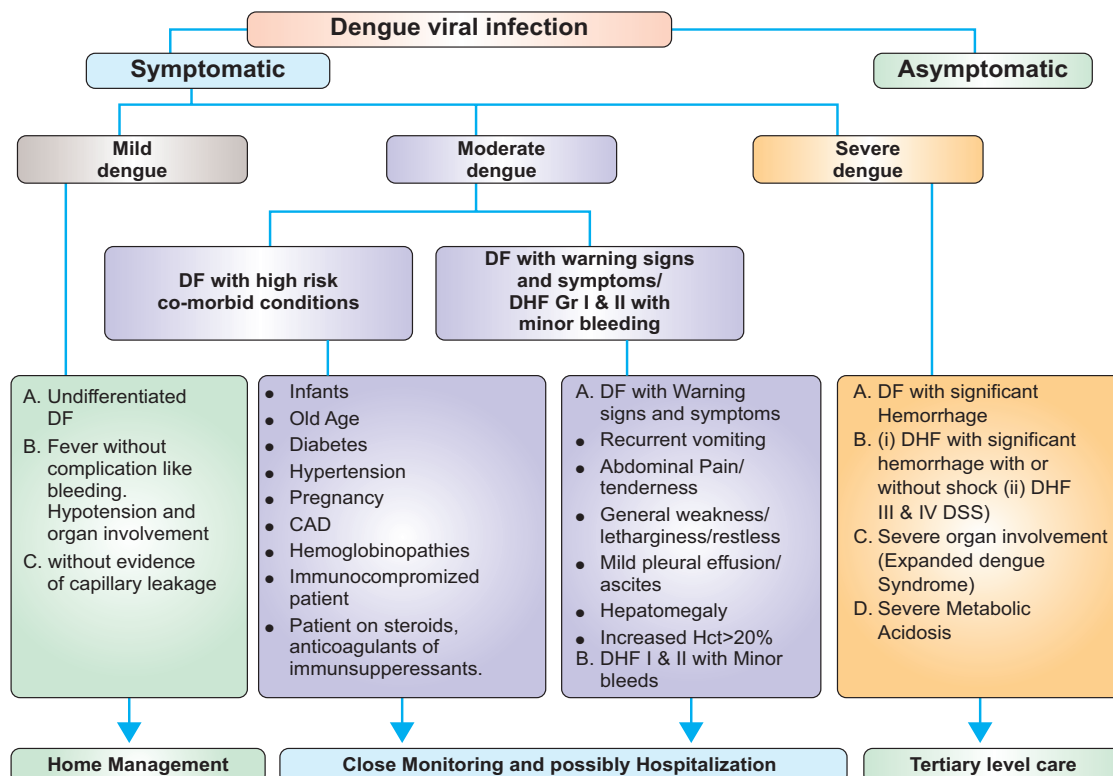 Dengue viral infection
Symptomatic
Asymptomatic
Mild
dengue
Moderate
dengue
Severe
dengue
DF with high risk
co-morbid conditions
DF with warning signs
and symptoms/
DHF Gr I & II with
minor bleeding
A. Undifferentiated
DF
B. Fever without
complication like
bleeding.
Hypotension and
organ involvement
C. without evidence
of capillary leakage
• Infants
• Old Age
• Diabetes
• Hypertension
• Pregnancy
• CAD
• Hemoglobinopathies
• Immunocompromized
patient
• Patient on steroids,
anticoagulants of
immunsupperessants.
A. DF with Warning
signs and symptoms
• Recurrent vomiting
• Abdominal Pain/
tenderness
• General weakness/
letharginess/restless
• Mild pleural effusion/
ascites
• Hepatomegaly
• Increased Hct>20%
B. DHF I & II with Minor
bleeds
A. DF with significant
Hemorrhage
B. (i) DHF with significant
hemorrhage with or
without shock (ii) DHF
III & IV DSS)
C. Severe organ involvement
(Expanded dengue
Syndrome)
D. Severe Metabolic
Acidosis
Home Management
Close Monitoring and possibly Hospitalization
Tertiary level care